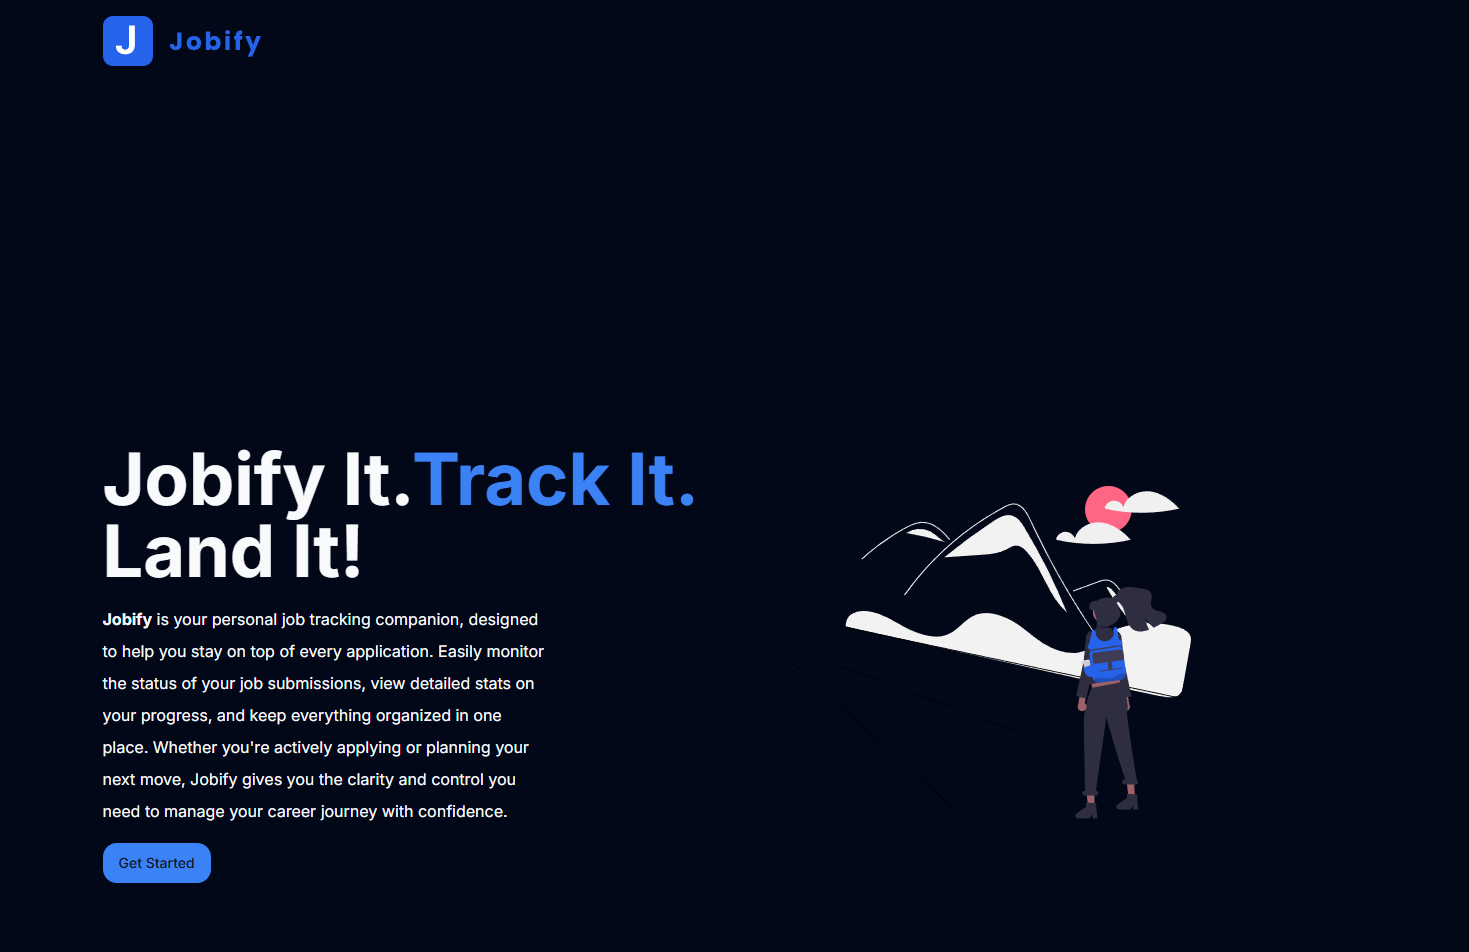 J Jobify
Jobify It.Track It.
Land It!
Jobify is your personal job tracking companion, designed
to help you stay on top of every application. Easily monitor
the status of your job submissions, view detailed stats on
your progress, and keep everything organized in one
place. Whether you're actively applying or planning your
next move, Jobify gives you the clarity and control you
need to manage your career journey with confidence.
Get Started